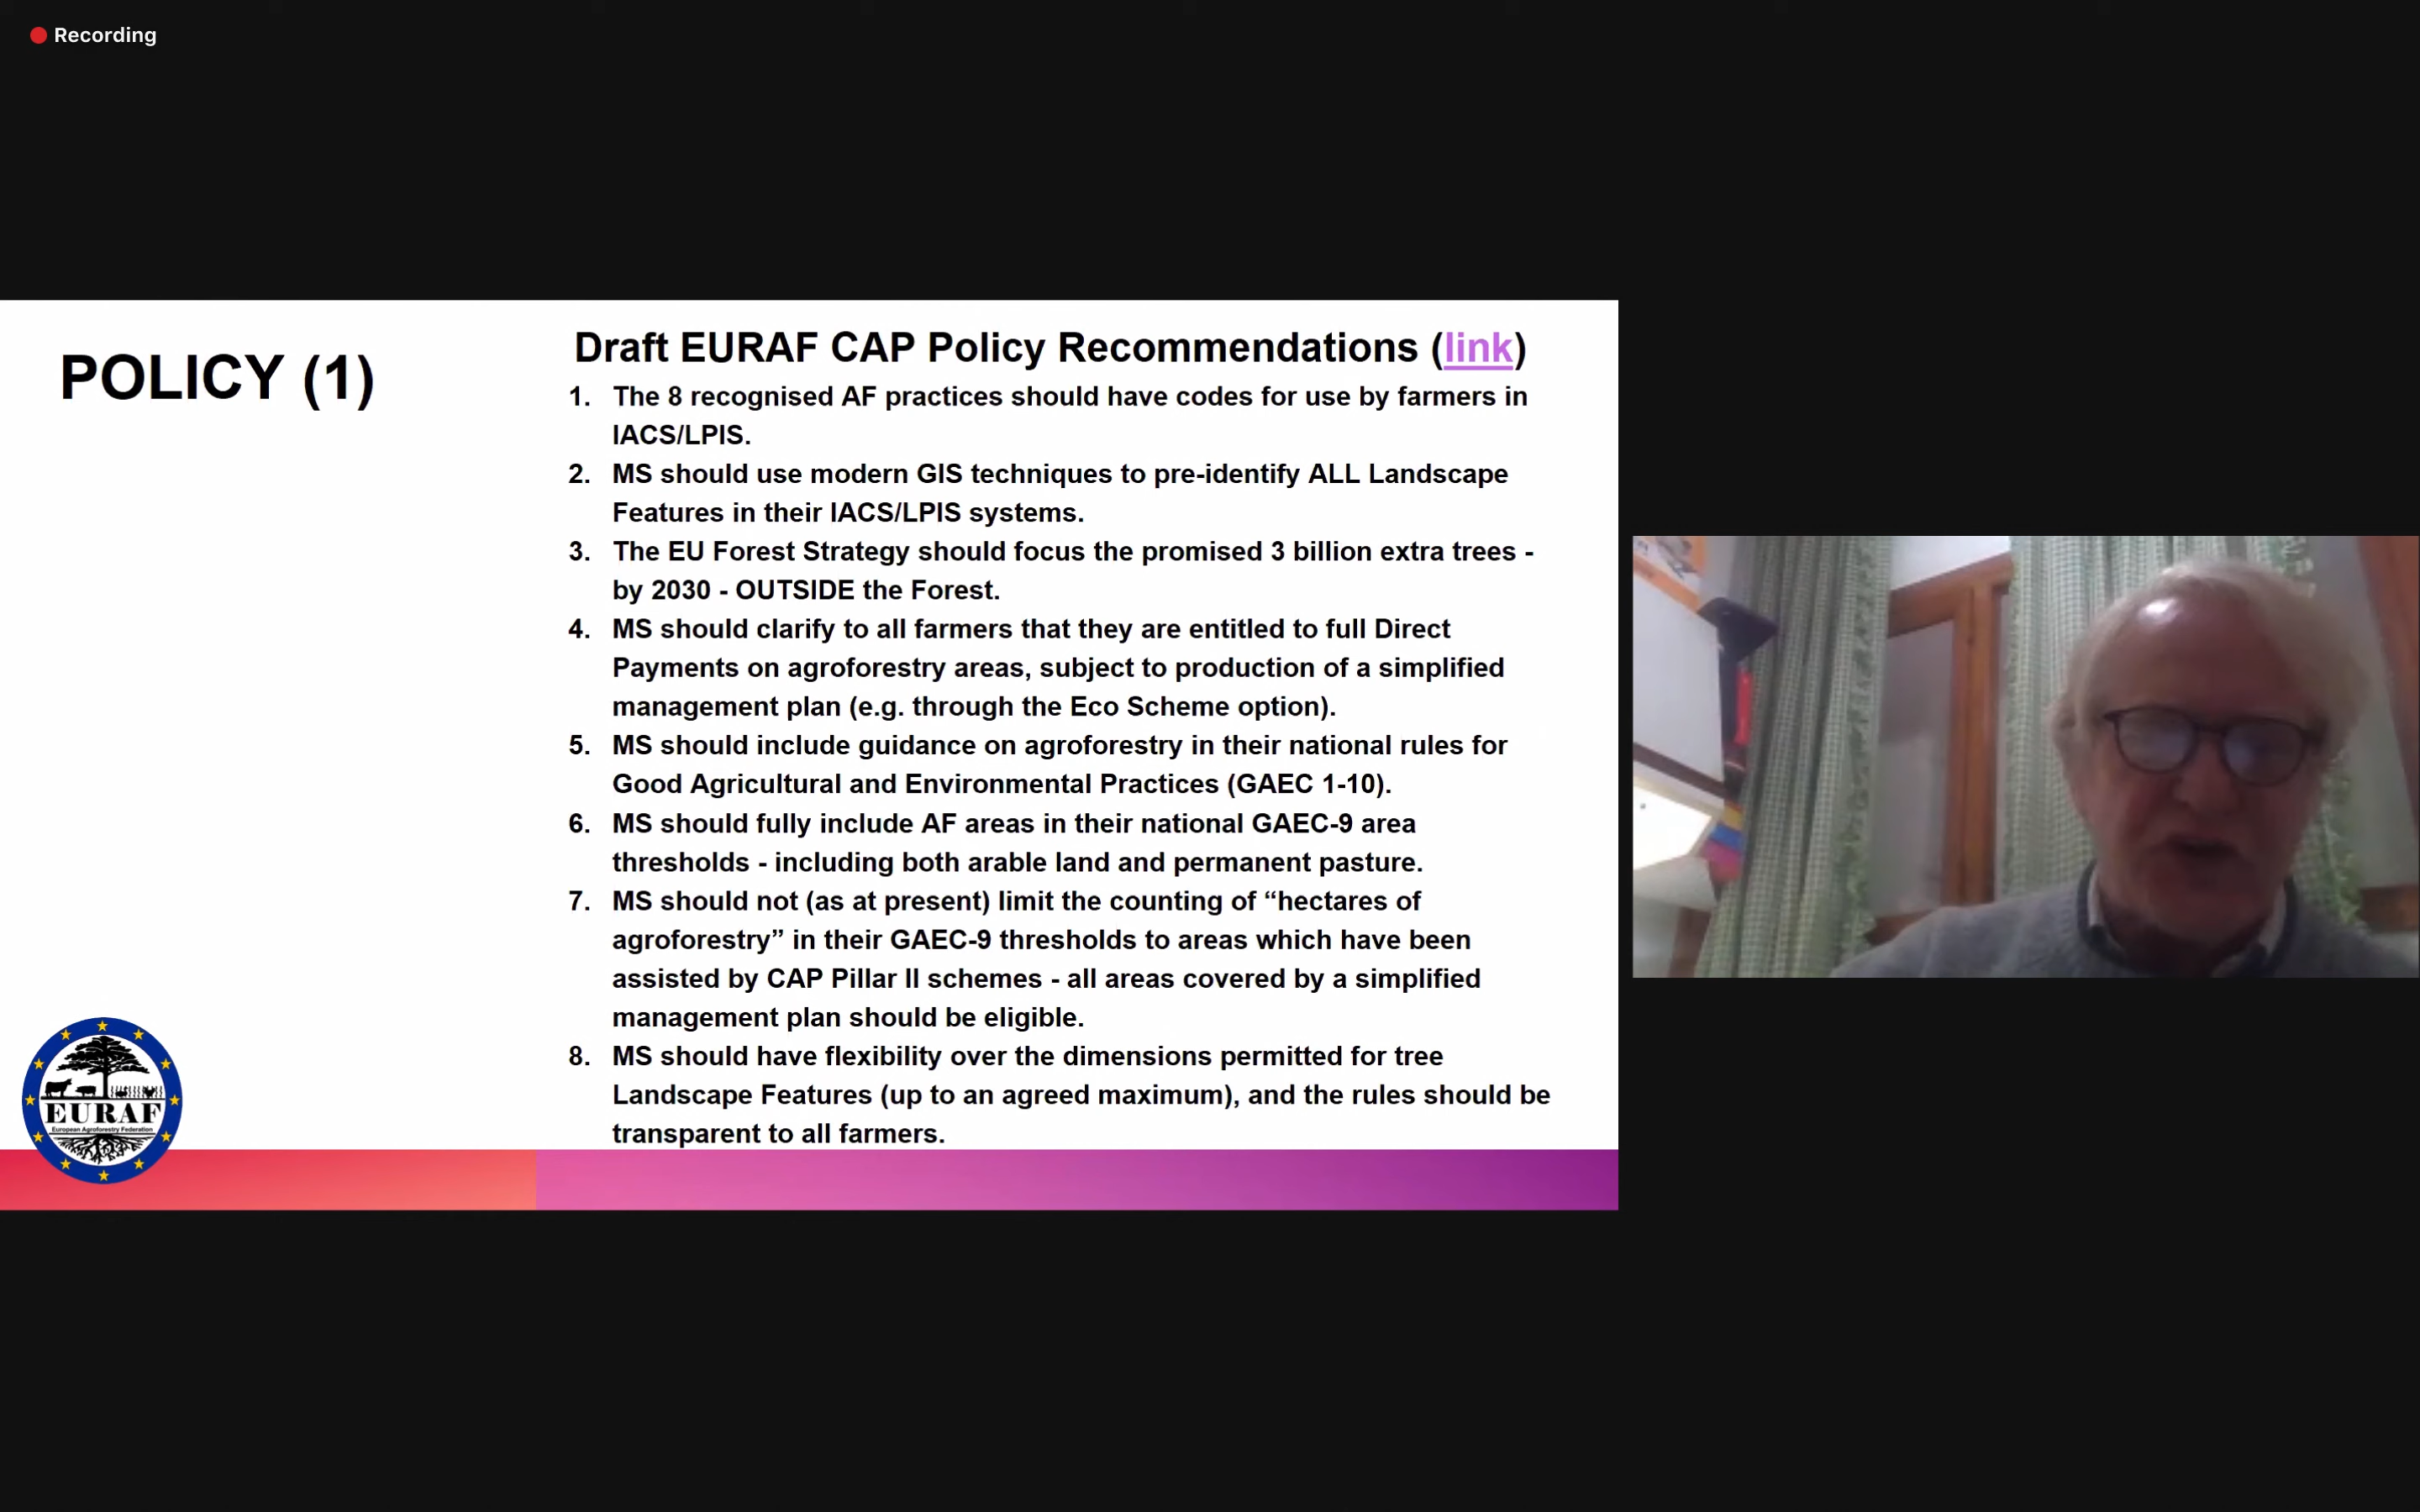 Recording
POLICY (1)
Draft EURAF CAP Policy Recommendations (link)
1. The 8 recognised AF practices should have codes for use by farmers in
IACS/LPIS.
2. MS should use modern GIS techniques to pre-identify ALL Landscape
Features in their IACS/LPIS systems.
3. The EU Forest Strategy should focus the promised 3 billion extra trees -
by 2030 - OUTSIDE the Forest.
4. MS should clarify to all farmers that they are entitled to full Direct
Payments on agroforestry areas, subject to production of a simplified
management plan (e.g. through the Eco Scheme option).
5. MS should include guidance on agroforestry in their national rules for
Good Agricultural and Environmental Practices (GAEC 1-10).
6. MS should fully include AF areas in their national GAEC-9 area
thresholds - including both arable land and permanent pasture.
7. MS should not (as at present) limit the counting of “hectares of
agroforestry” in their GAEC-9 thresholds to areas which have been
assisted by CAP Pillar II schemes - all areas covered by a simplified
management plan should be eligible.
8. MS should have flexibility over the dimensions permitted for tree
Landscape Features (up to an agreed maximum), and the rules should be
transparent to all farmers.
EURAF
European Agroforestry Federation